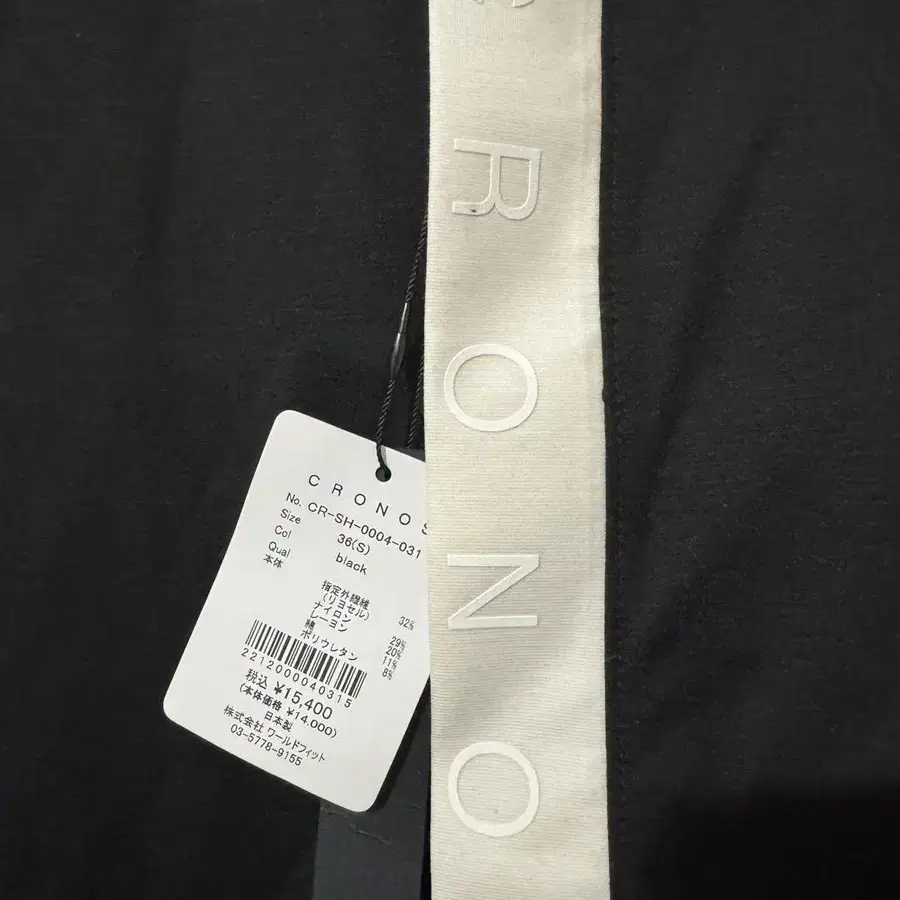 CRONO
CRONOS
No. CR-SH-0004-031
Size 36(S)
Col black
Qual
本体
指定外繊維
(リヨセル) 32%
ナイロン 29%
レーヨン 20%
綿 11%
ポリウレタン 8%
2212000040315
税込 ¥15,400
(本体価格 ¥14,000)
日本製
株式会社 ワールドフィット
03-5778-9155